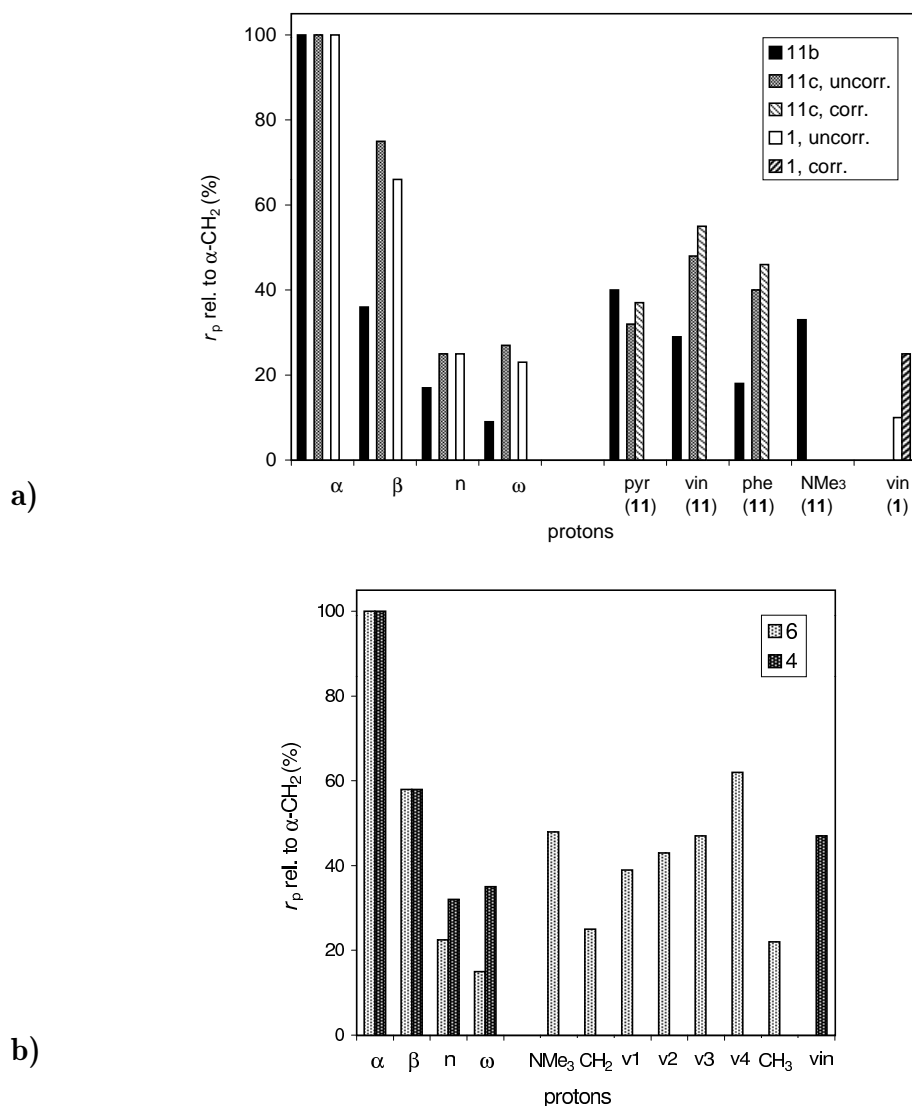 100
80
60
40
20
0
r_p rel. to α-CH₂ (%)
11b
11c, uncorr.
11c, corr.
1, uncorr.
1, corr.
α β n ω pyr vin phe NMe₃ vin
(11) (11) (11) (11) (1)
protons
a)
100
80
60
40
20
0
r_p rel. to α-CH₂ (%)
6
4
α β n ω NMe₃ CH₂ v1 v2 v3 v4 CH₃ vin
protons
b)